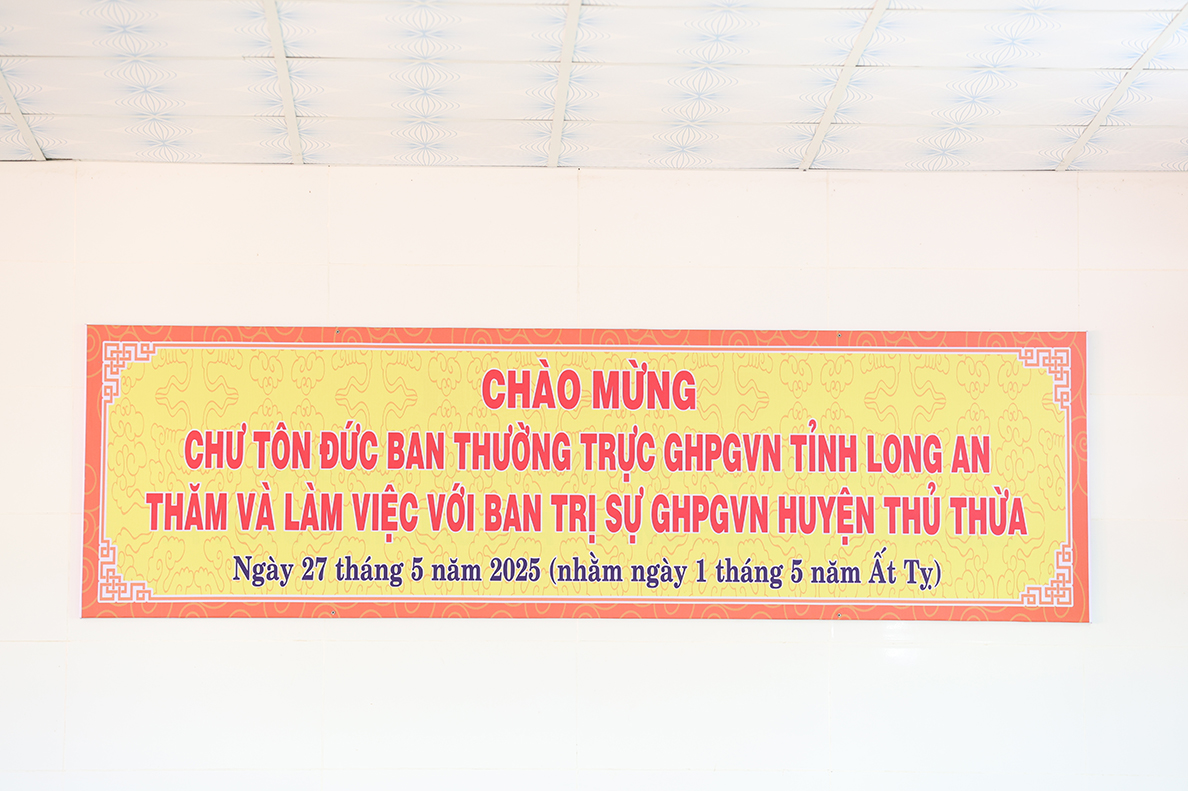 CHÀO MỪNG
CHƯ TÔN ĐỨC BAN THƯỜNG TRỰC GHPGVN TỈNH LONG AN
THĂM VÀ LÀM VIỆC VỚI BAN TRỊ SỰ GHPGVN HUYỆN THỦ THỪA
Ngày 27 tháng 5 năm 2025 (nhằm ngày 1 tháng 5 năm Ất Tỵ)